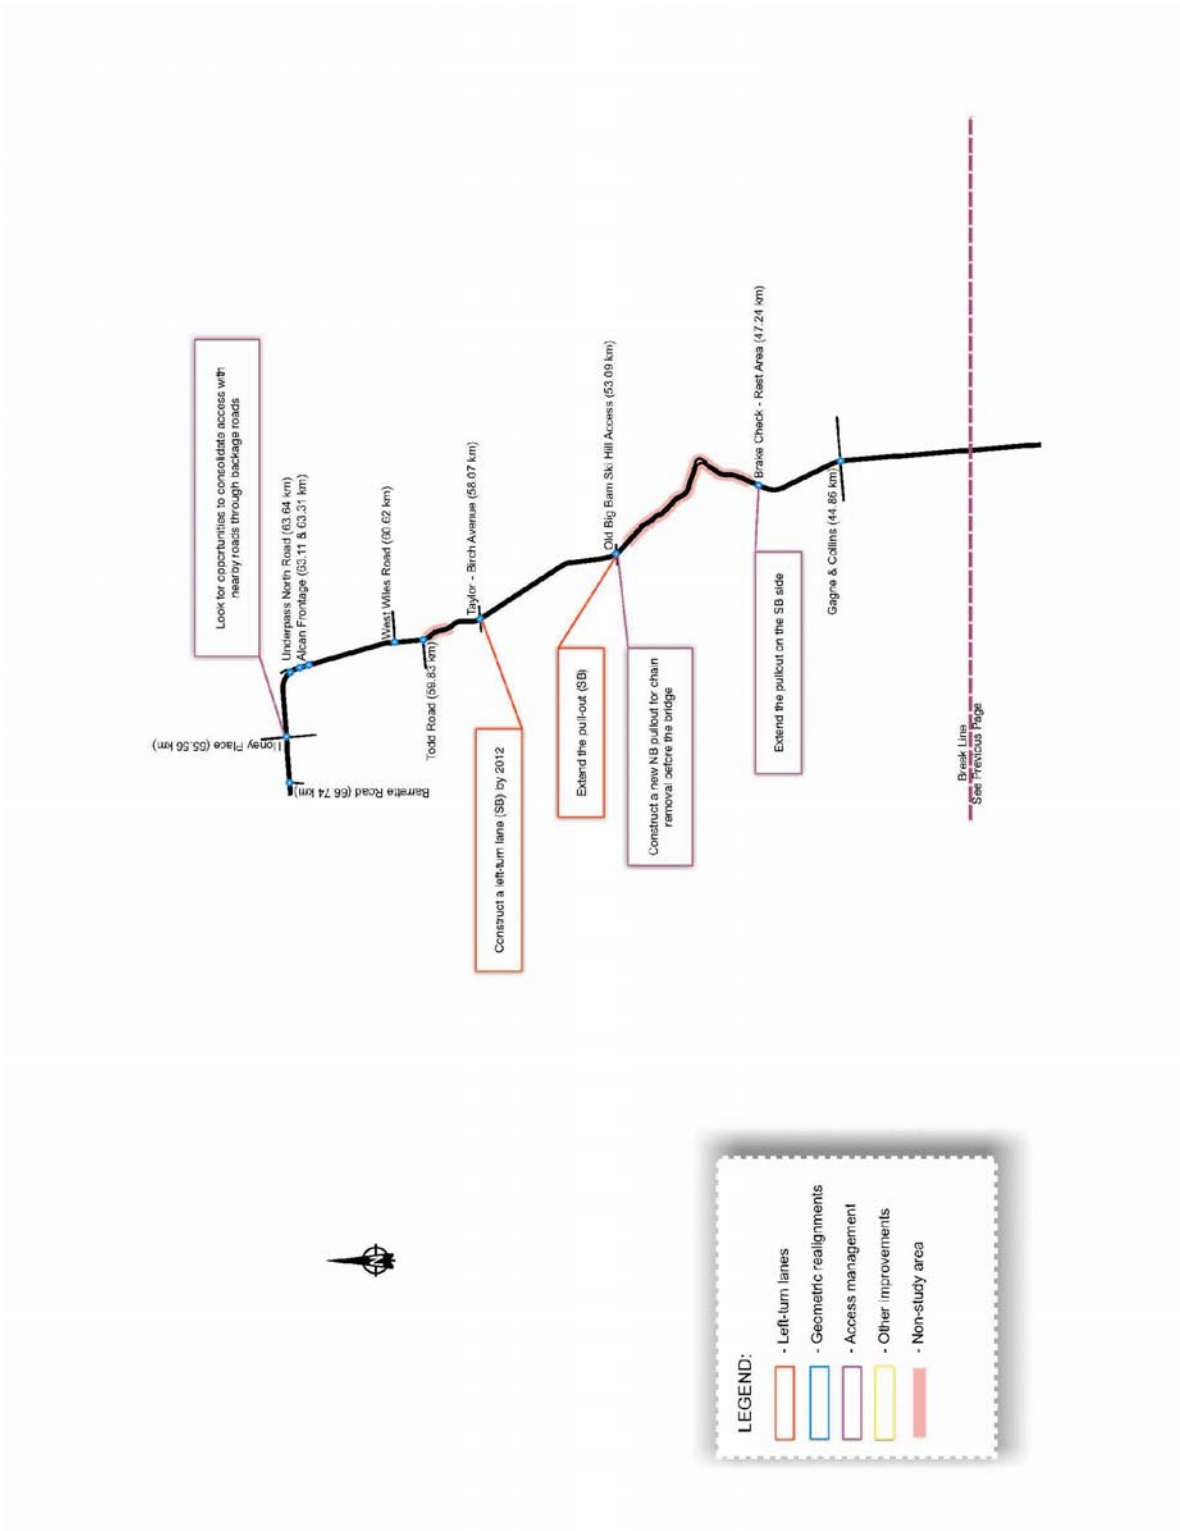 Look for opportunities to consolidate access with
nearby roads through backage roads
Underpass North Road (63.64 km)
Alcan Frontage (63.11 & 63.31 km)
West Wiles Road (60.62 km)
Taylor - Birch Avenue (58.07 km)
Old Big Bam Ski Hill Access (53.09 km)
Brake Check - Rest Area (47.24 km)
Honey Place (65.56 km)
Barratta Road (66.74 km)
Todd Road (59.83 km)
Gagne & Collins (44.86 km)
Construct a left-turn lane (SB) by 2012
Extend the pull-out (SB)
Construct a new NB pullout for chain
removal before the bridge
Extend the pullout on the SB side
Break Line
See Previous Page
N
LEGEND:
- Left-turn lanes
- Geometric realignments
- Access management
- Other improvements
- Non-study area